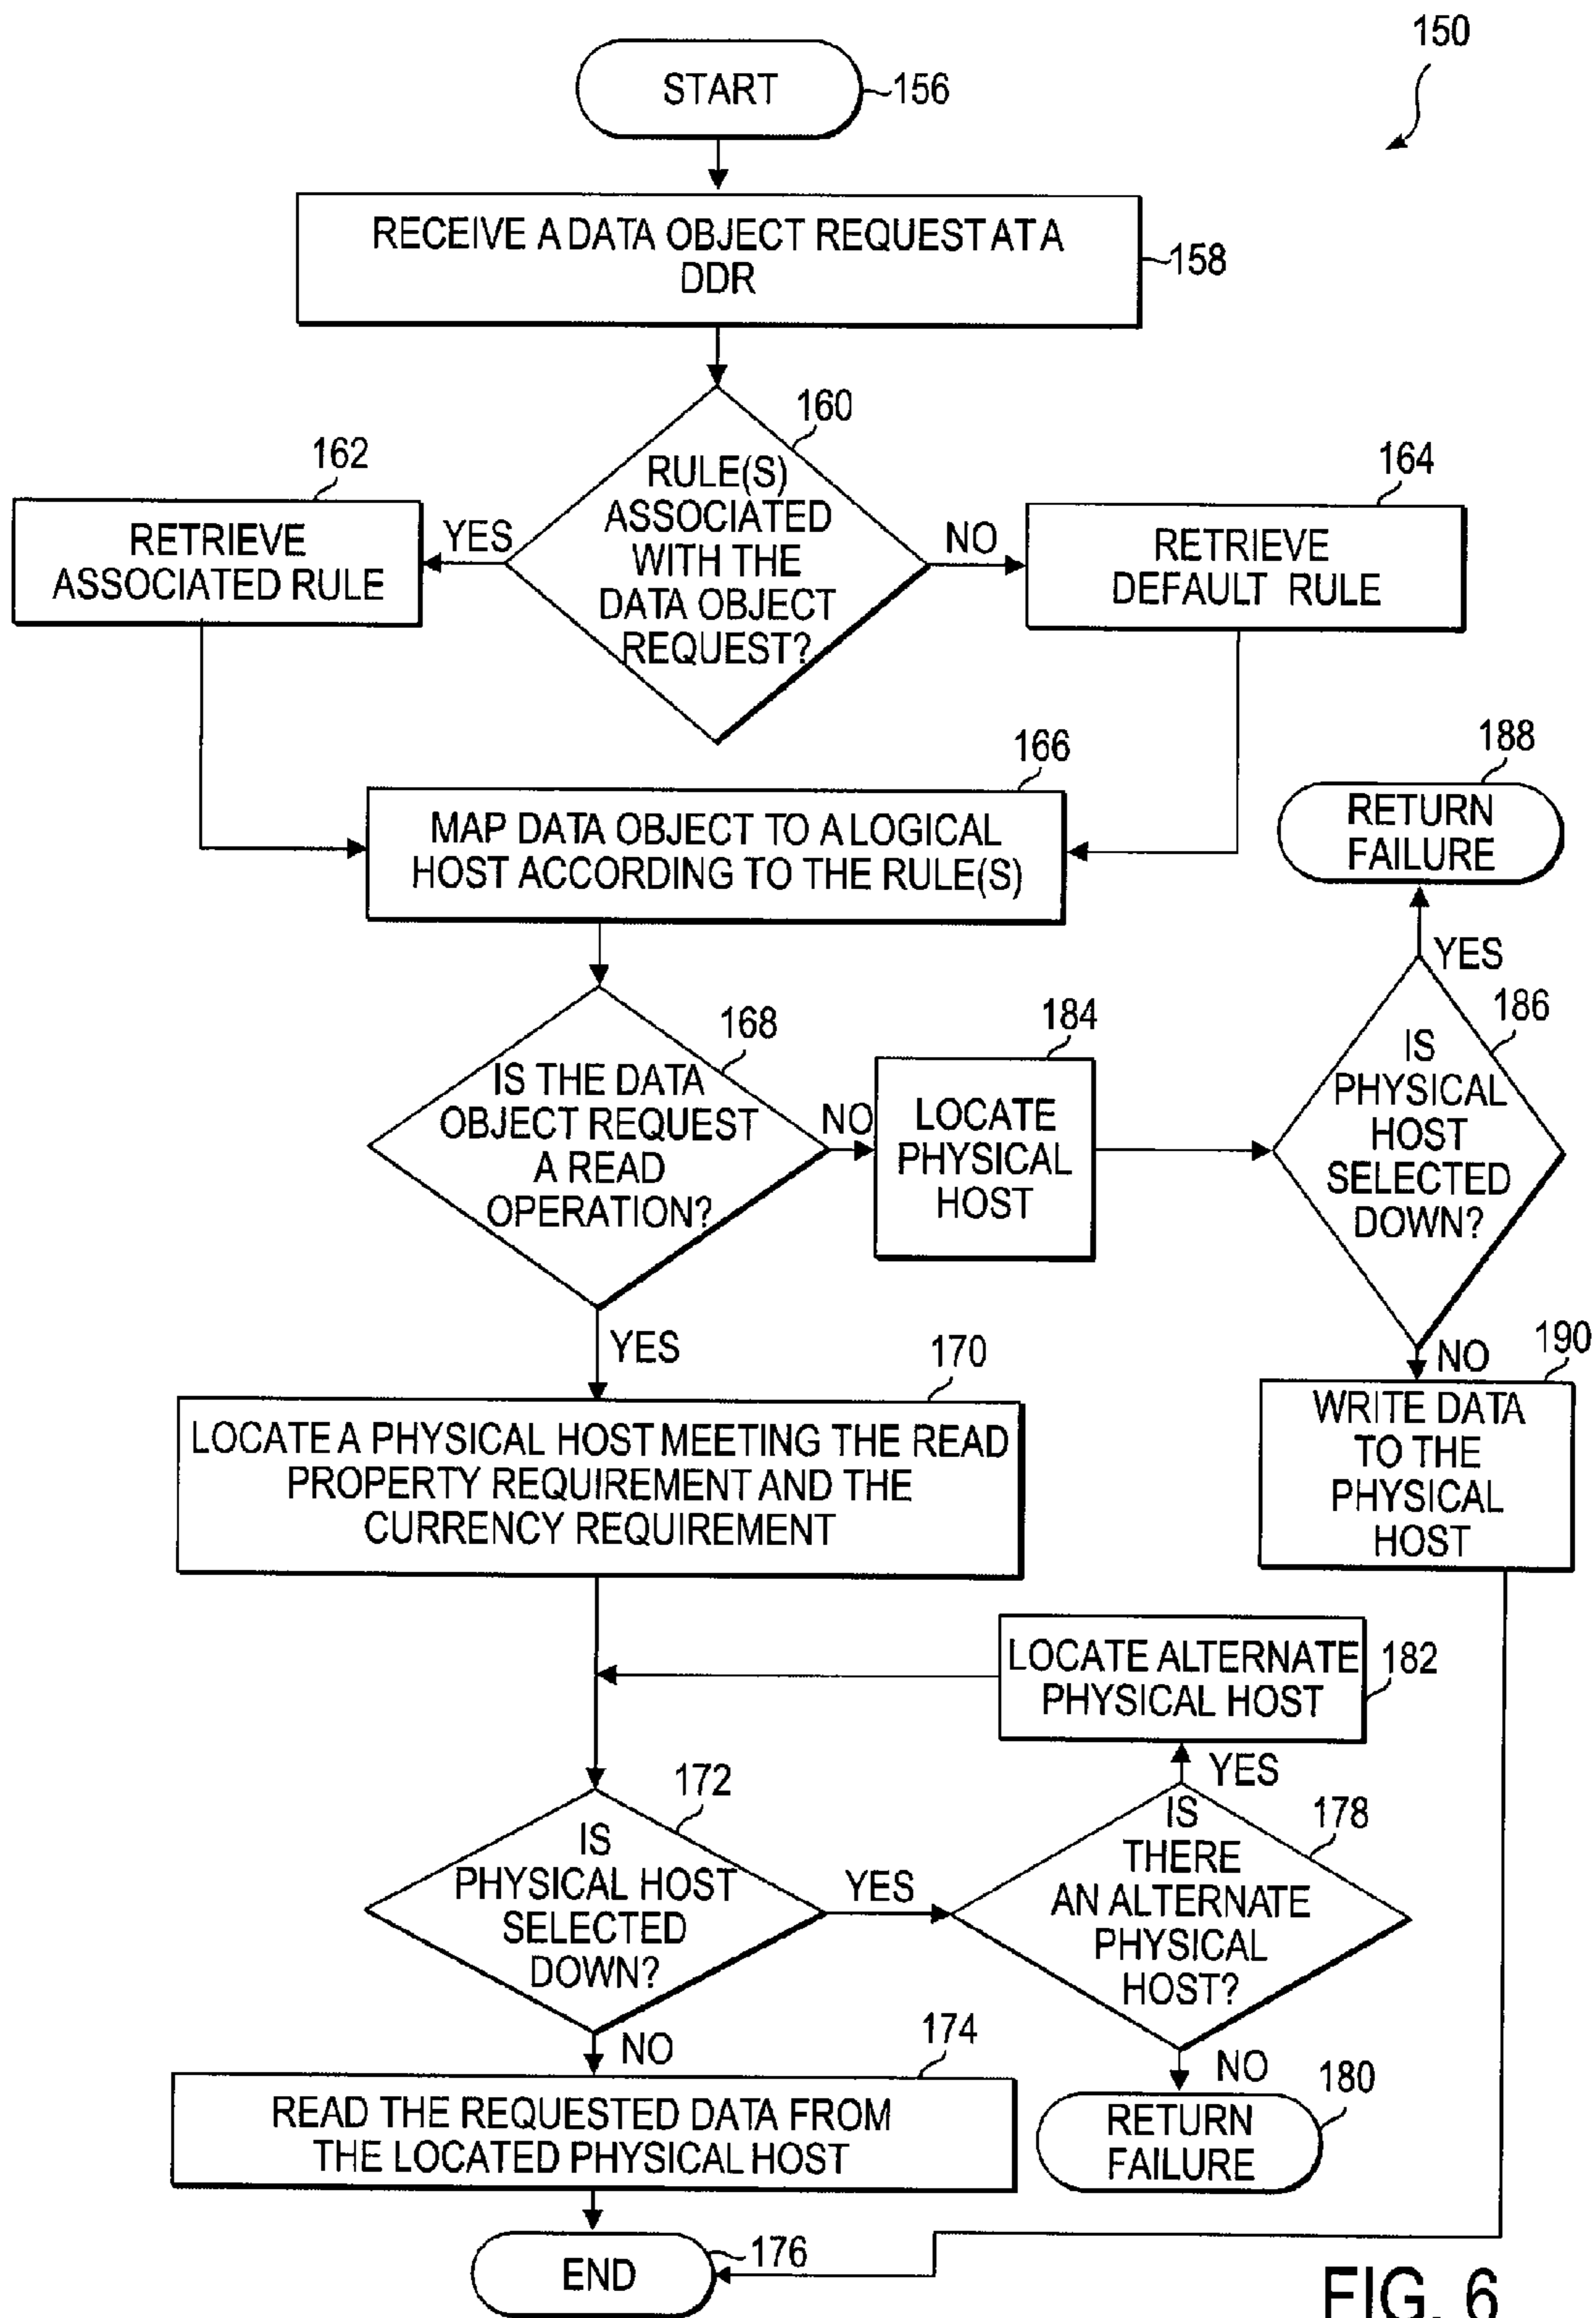 150
START
156
RECEIVE A DATA OBJECT REQUEST AT A
DDR
158
160
RULE(S)
ASSOCIATED
WITH THE
DATA OBJECT
REQUEST?
162
YES
RETRIEVE
ASSOCIATED RULE
NO
164
RETRIEVE
DEFAULT RULE
166
MAP DATA OBJECT TO A LOGICAL
HOST ACCORDING TO THE RULE(S)
188
RETURN
FAILURE
YES
168
IS THE DATA
OBJECT REQUEST
A READ
OPERATION?
NO
184
LOCATE
PHYSICAL
HOST
186
IS
PHYSICAL
HOST
SELECTED
DOWN?
YES
170
NO
190
LOCATE A PHYSICAL HOST MEETING THE READ
PROPERTY REQUIREMENT AND THE
CURRENCY REQUIREMENT
WRITE DATA
TO THE
PHYSICAL
HOST
LOCATE ALTERNATE
PHYSICAL HOST
182
YES
172
IS
PHYSICAL HOST
SELECTED
DOWN?
YES
178
IS
THERE
AN ALTERNATE
PHYSICAL
HOST?
NO
174
READ THE REQUESTED DATA FROM
THE LOCATED PHYSICAL HOST
NO
180
RETURN
FAILURE
END
176
FIG. 6